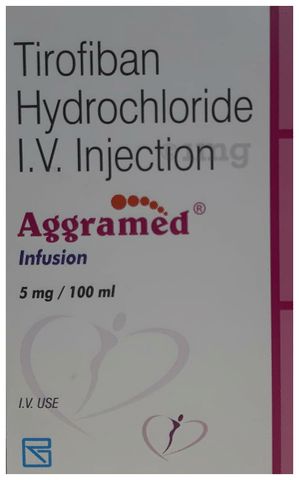 Tirofiban
Hydrochloride
I.V. Injection
Aggramed®
Infusion
5 mg / 100 ml
I.V. USE